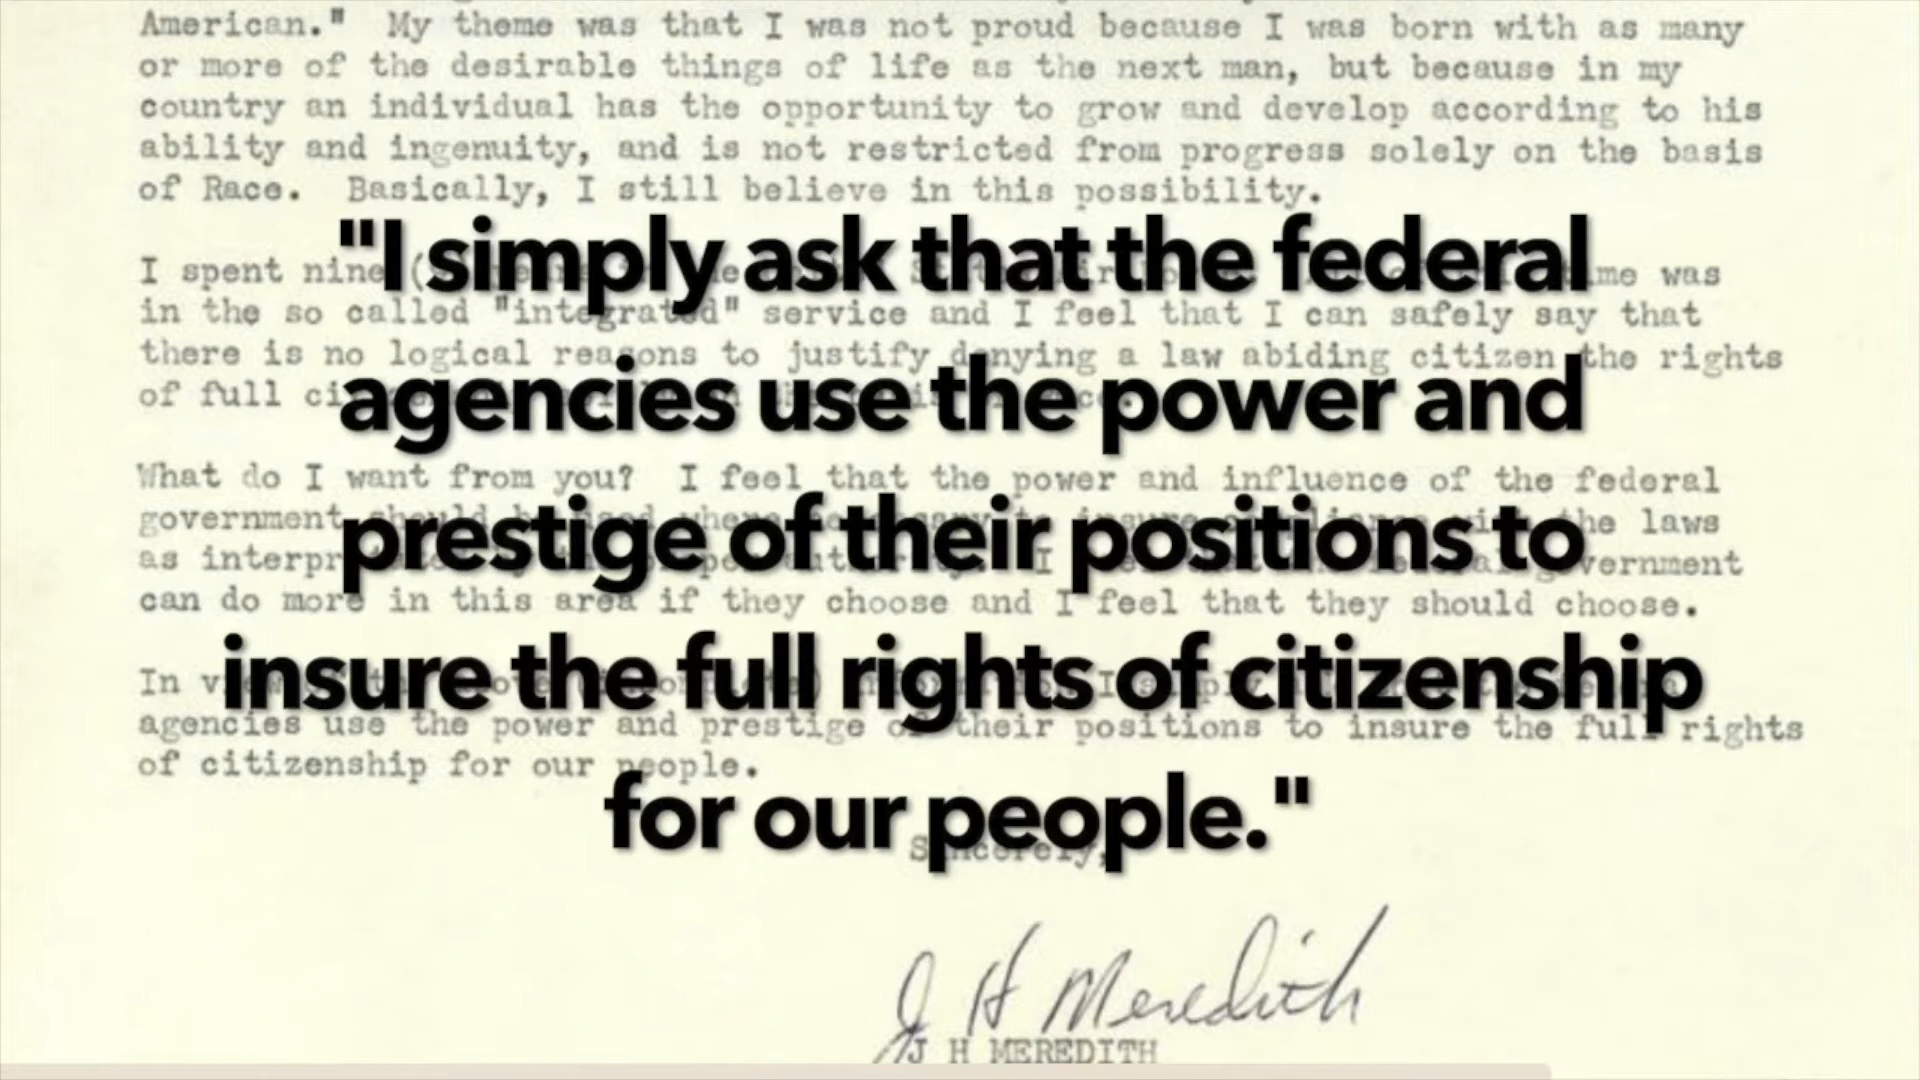 American."  My theme was that I was not proud because I was born with as many
or more of the desirable things of life as the next man, but because in my
country an individual has the opportunity to grow and develop according to his
ability and ingenuity, and is not restricted from progress solely on the basis
of Race.  Basically, I still believe in this possibility.
"I simply ask that the federal
agencies use the power and
prestige of their positions to
insure the full rights of citizenship
for our people."
I spent nine was
in the so called "integrated" service and I feel that I can safely say that
there is no logical reasons to justify denying a law abiding citizen the rights
of full
What do I want from you?  I feel that the power and influence of the federal
government the laws
as government
can do more in this area if they choose and I feel that they should choose.
In
agencies use the power and prestige of their positions to insure the full rights
of citizenship for our people.
Sincerely,
J H Meredith
J H MEREDITH